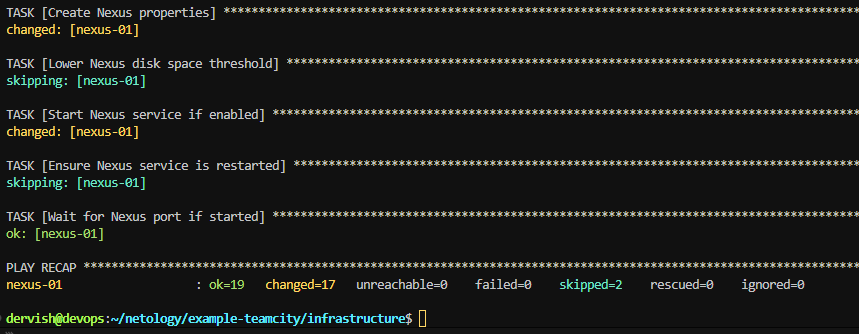 TASK [Create Nexus properties] *******************************************************************************************
changed: [nexus-01]
TASK [Lower Nexus disk space threshold] **********************************************************************************
skipping: [nexus-01]
TASK [Start Nexus service if enabled] ************************************************************************************
changed: [nexus-01]
TASK [Ensure Nexus service is restarted] *********************************************************************************
skipping: [nexus-01]
TASK [Wait for Nexus port if started] ************************************************************************************
ok: [nexus-01]
PLAY RECAP ***************************************************************************************************************
nexus-01                   : ok=19   changed=17   unreachable=0    failed=0    skipped=2    rescued=0    ignored=0
dervish@devops:~/netology/example-teamcity/infrastructure$